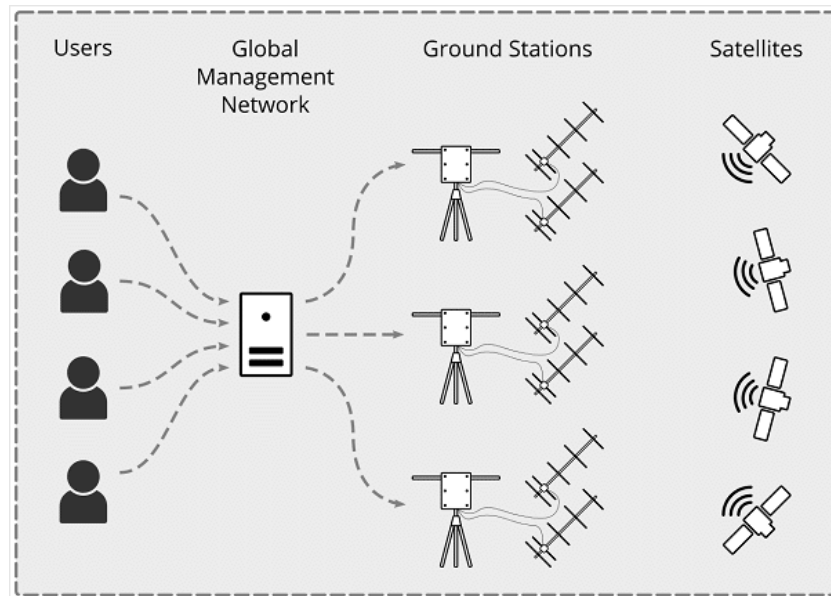 Users
Global
Management
Network
Ground Stations
Satellites